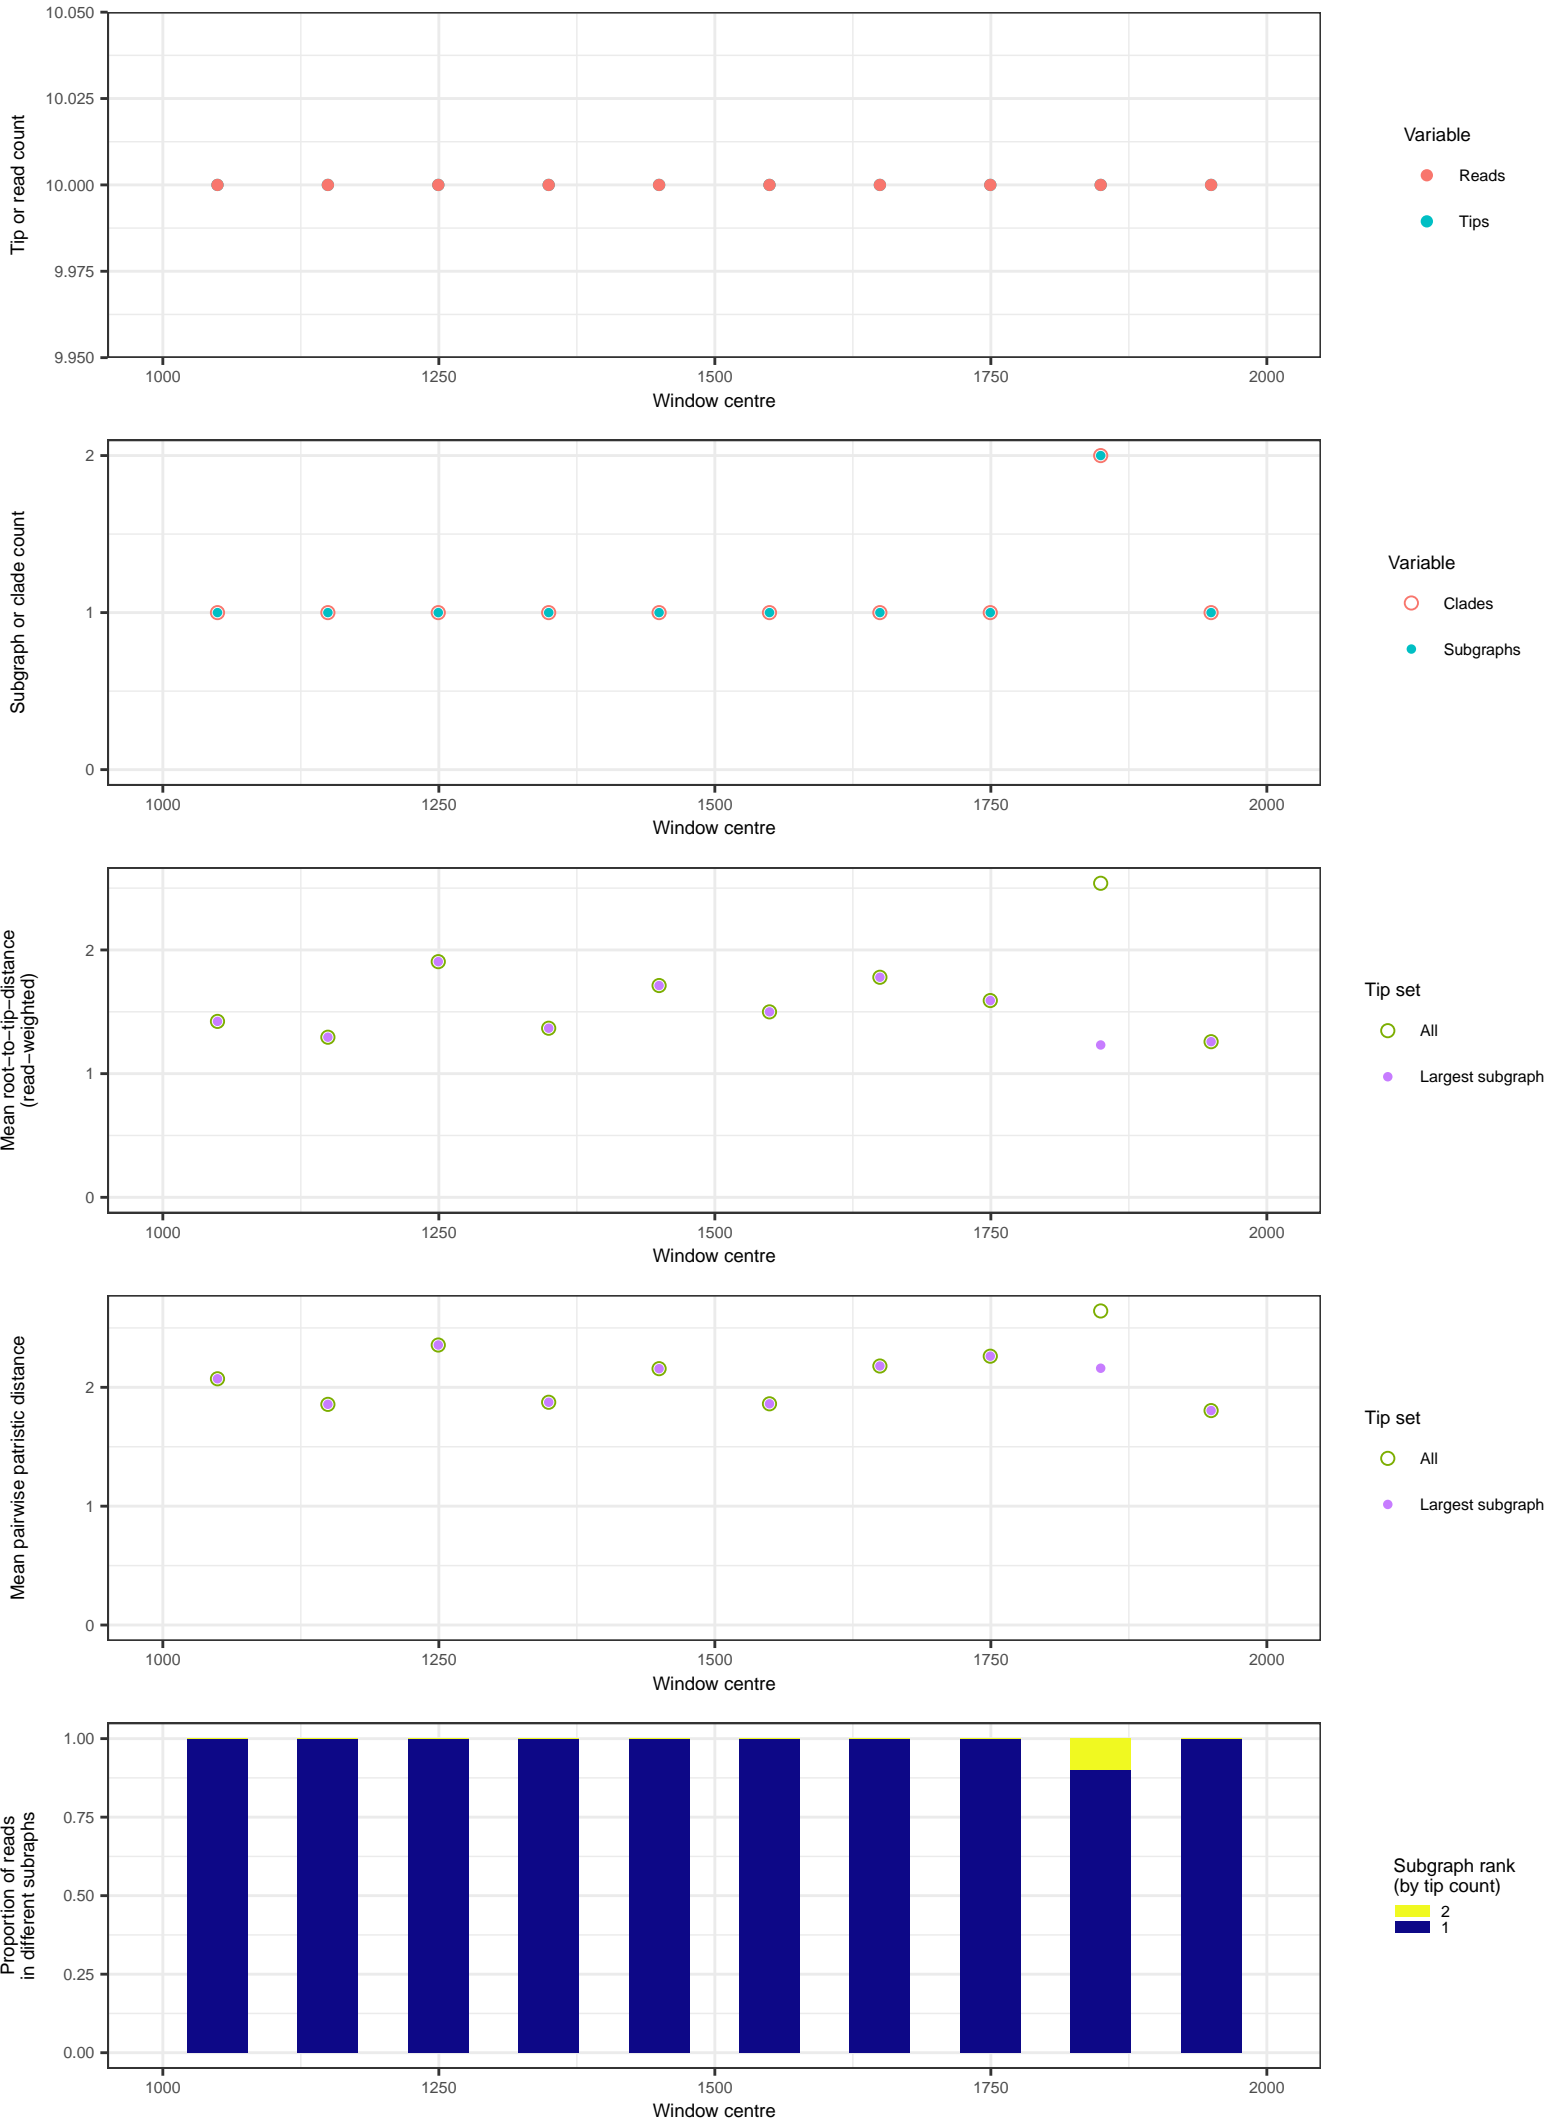 10.050
10.025
10.000
9.975
9.950
Tip or read count
1000 1250 1500 1750 2000
Window centre
Variable
Reads
Tips
2
1
0
Subgraph or clade count
1000 1250 1500 1750 2000
Window centre
Variable
Clades
Subgraphs
2
1
0
Mean root−to−tip−distance
(read−weighted)
1000 1250 1500 1750 2000
Window centre
Tip set
All
Largest subgraph
2
1
0
Mean pairwise patristic distance
1000 1250 1500 1750 2000
Window centre
Tip set
All
Largest subgraph
1.00
0.75
0.50
0.25
0.00
Proportion of reads
in different subraphs
1000 1250 1500 1750 2000
Window centre
Subgraph rank
(by tip count)
2
1